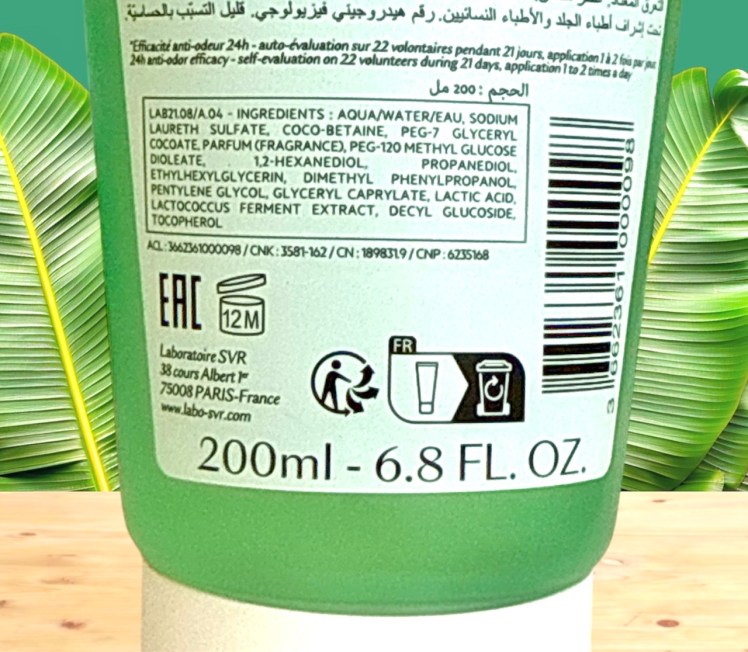 تحت إشراف أطباء الجلد والأطباء النسائيين. رقم هيدروجيني فيزيولوجي. قليل التسبّب بالحساسيّة.
*Efficacité anti-odeur 24h - auto-évaluation sur 22 volontaires pendant 21 jours, application 1 à 2 fois par jour
24h anti-odor efficacy - self-evaluation on 22 volunteers during 21 days, application 1 to 2 times a day
الحجم : 200 مل
LAB21.08/A.04 - INGREDIENTS : AQUA/WATER/EAU, SODIUM
LAURETH SULFATE, COCO-BETAINE, PEG-7 GLYCERYL
COCOATE, PARFUM (FRAGRANCE), PEG-120 METHYL GLUCOSE
DIOLEATE, 1,2-HEXANEDIOL, PROPANEDIOL,
ETHYLHEXYLGLYCERIN, DIMETHYL PHENYLPROPANOL,
PENTYLENE GLYCOL, GLYCERYL CAPRYLATE, LACTIC ACID,
LACTOCOCCUS FERMENT EXTRACT, DECYL GLUCOSIDE,
TOCOPHEROL
ACL : 3662361000098 / CNK : 3581-162 / CN : 189831.9 / CNP : 6235168
3 662361 000098
EAC
12M
FR
Laboratoire SVR
38 cours Albert 1er
75008 PARIS-France
www.labo-svr.com
200ml - 6.8 FL. OZ.